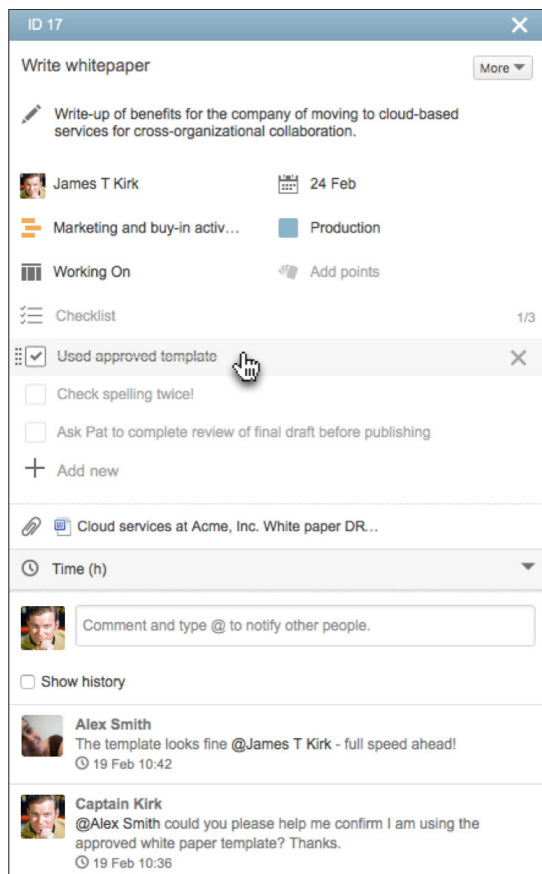 ID 17
Write whitepaper
More
Write-up of benefits for the company of moving to cloud-based
services for cross-organizational collaboration.
James T Kirk
24 Feb
Marketing and buy-in activ...
Production
Working On
Add points
Checklist
1/3
Used approved template
Check spelling twice!
Ask Pat to complete review of final draft before publishing
Add new
Cloud services at Acme, Inc. White paper DR...
Time (h)
Comment and type @ to notify other people.
Show history
Alex Smith
The template looks fine @James T Kirk - full speed ahead!
19 Feb 10:42
Captain Kirk
@Alex Smith could you please help me confirm I am using the
approved white paper template? Thanks.
19 Feb 10:36